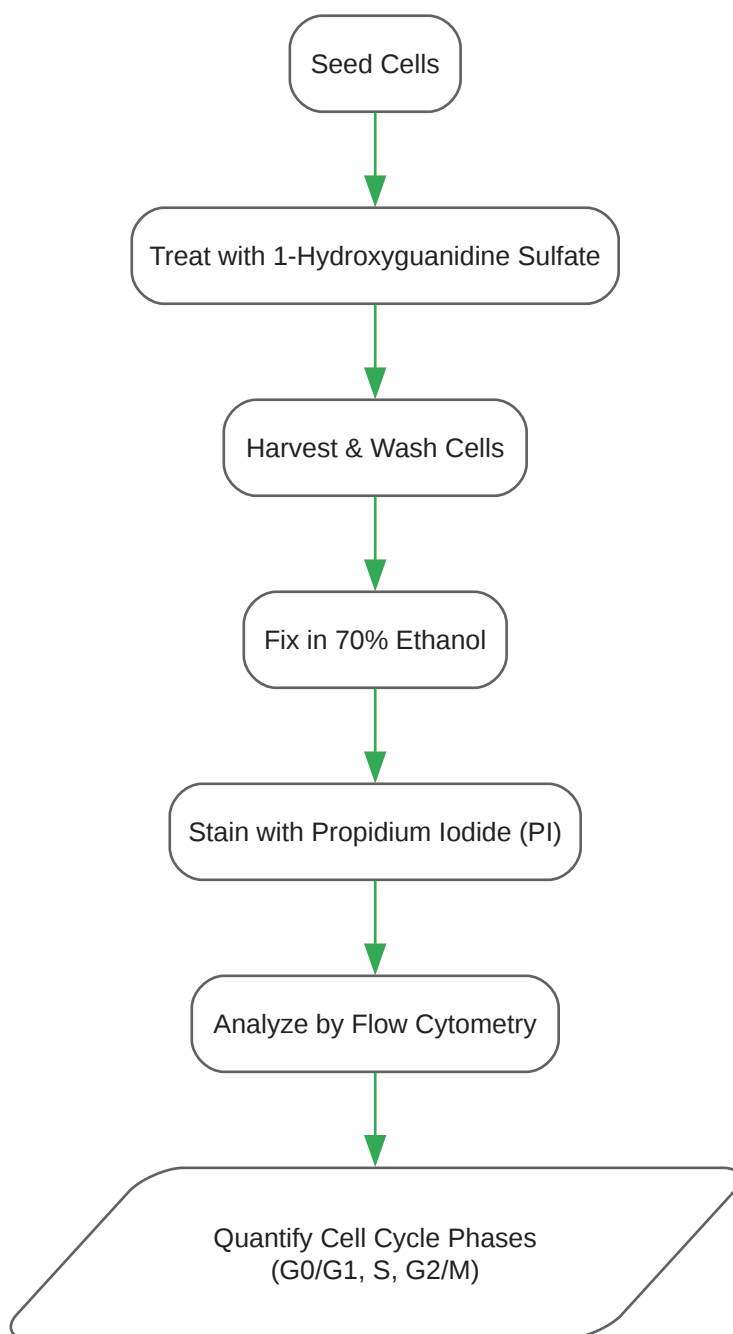 Seed Cells
Treat with 1-Hydroxyguanidine Sulfate
Harvest & Wash Cells
Fix in 70% Ethanol
Stain with Propidium Iodide (PI)
Analyze by Flow Cytometry
Quantify Cell Cycle Phases
(G0/G1, S, G2/M)